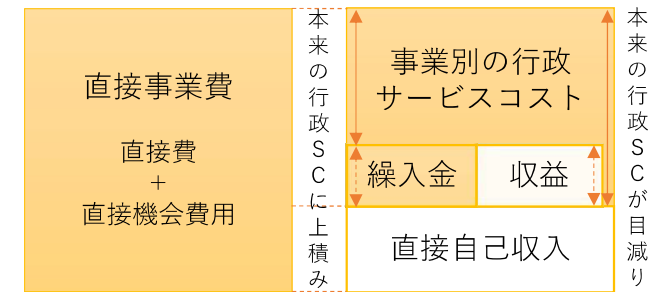 直接事業費
直接費
+
直接機会費用
本来の行政SCに上積み
事業別の行政
サービスコスト
繰入金
収益
直接自己収入
本来の行政SCが目減り